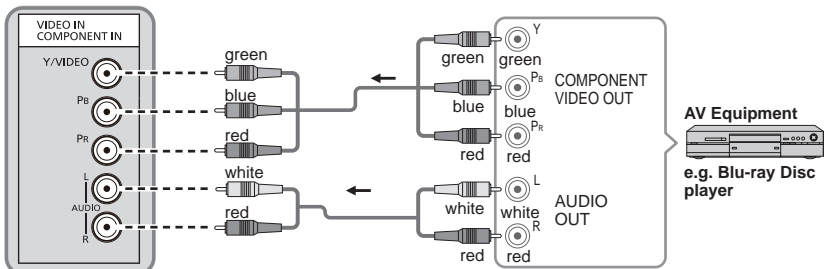 VIDEO IN
COMPONENT IN
Y/VIDEO
PB
PR
L
AUDIO
R
green
blue
red
white
red
green
blue
red
white
red
Y
green
PB
blue
PR
red
L
white
R
red
COMPONENT
VIDEO OUT
AUDIO
OUT
AV Equipment
e.g. Blu-ray Disc
player